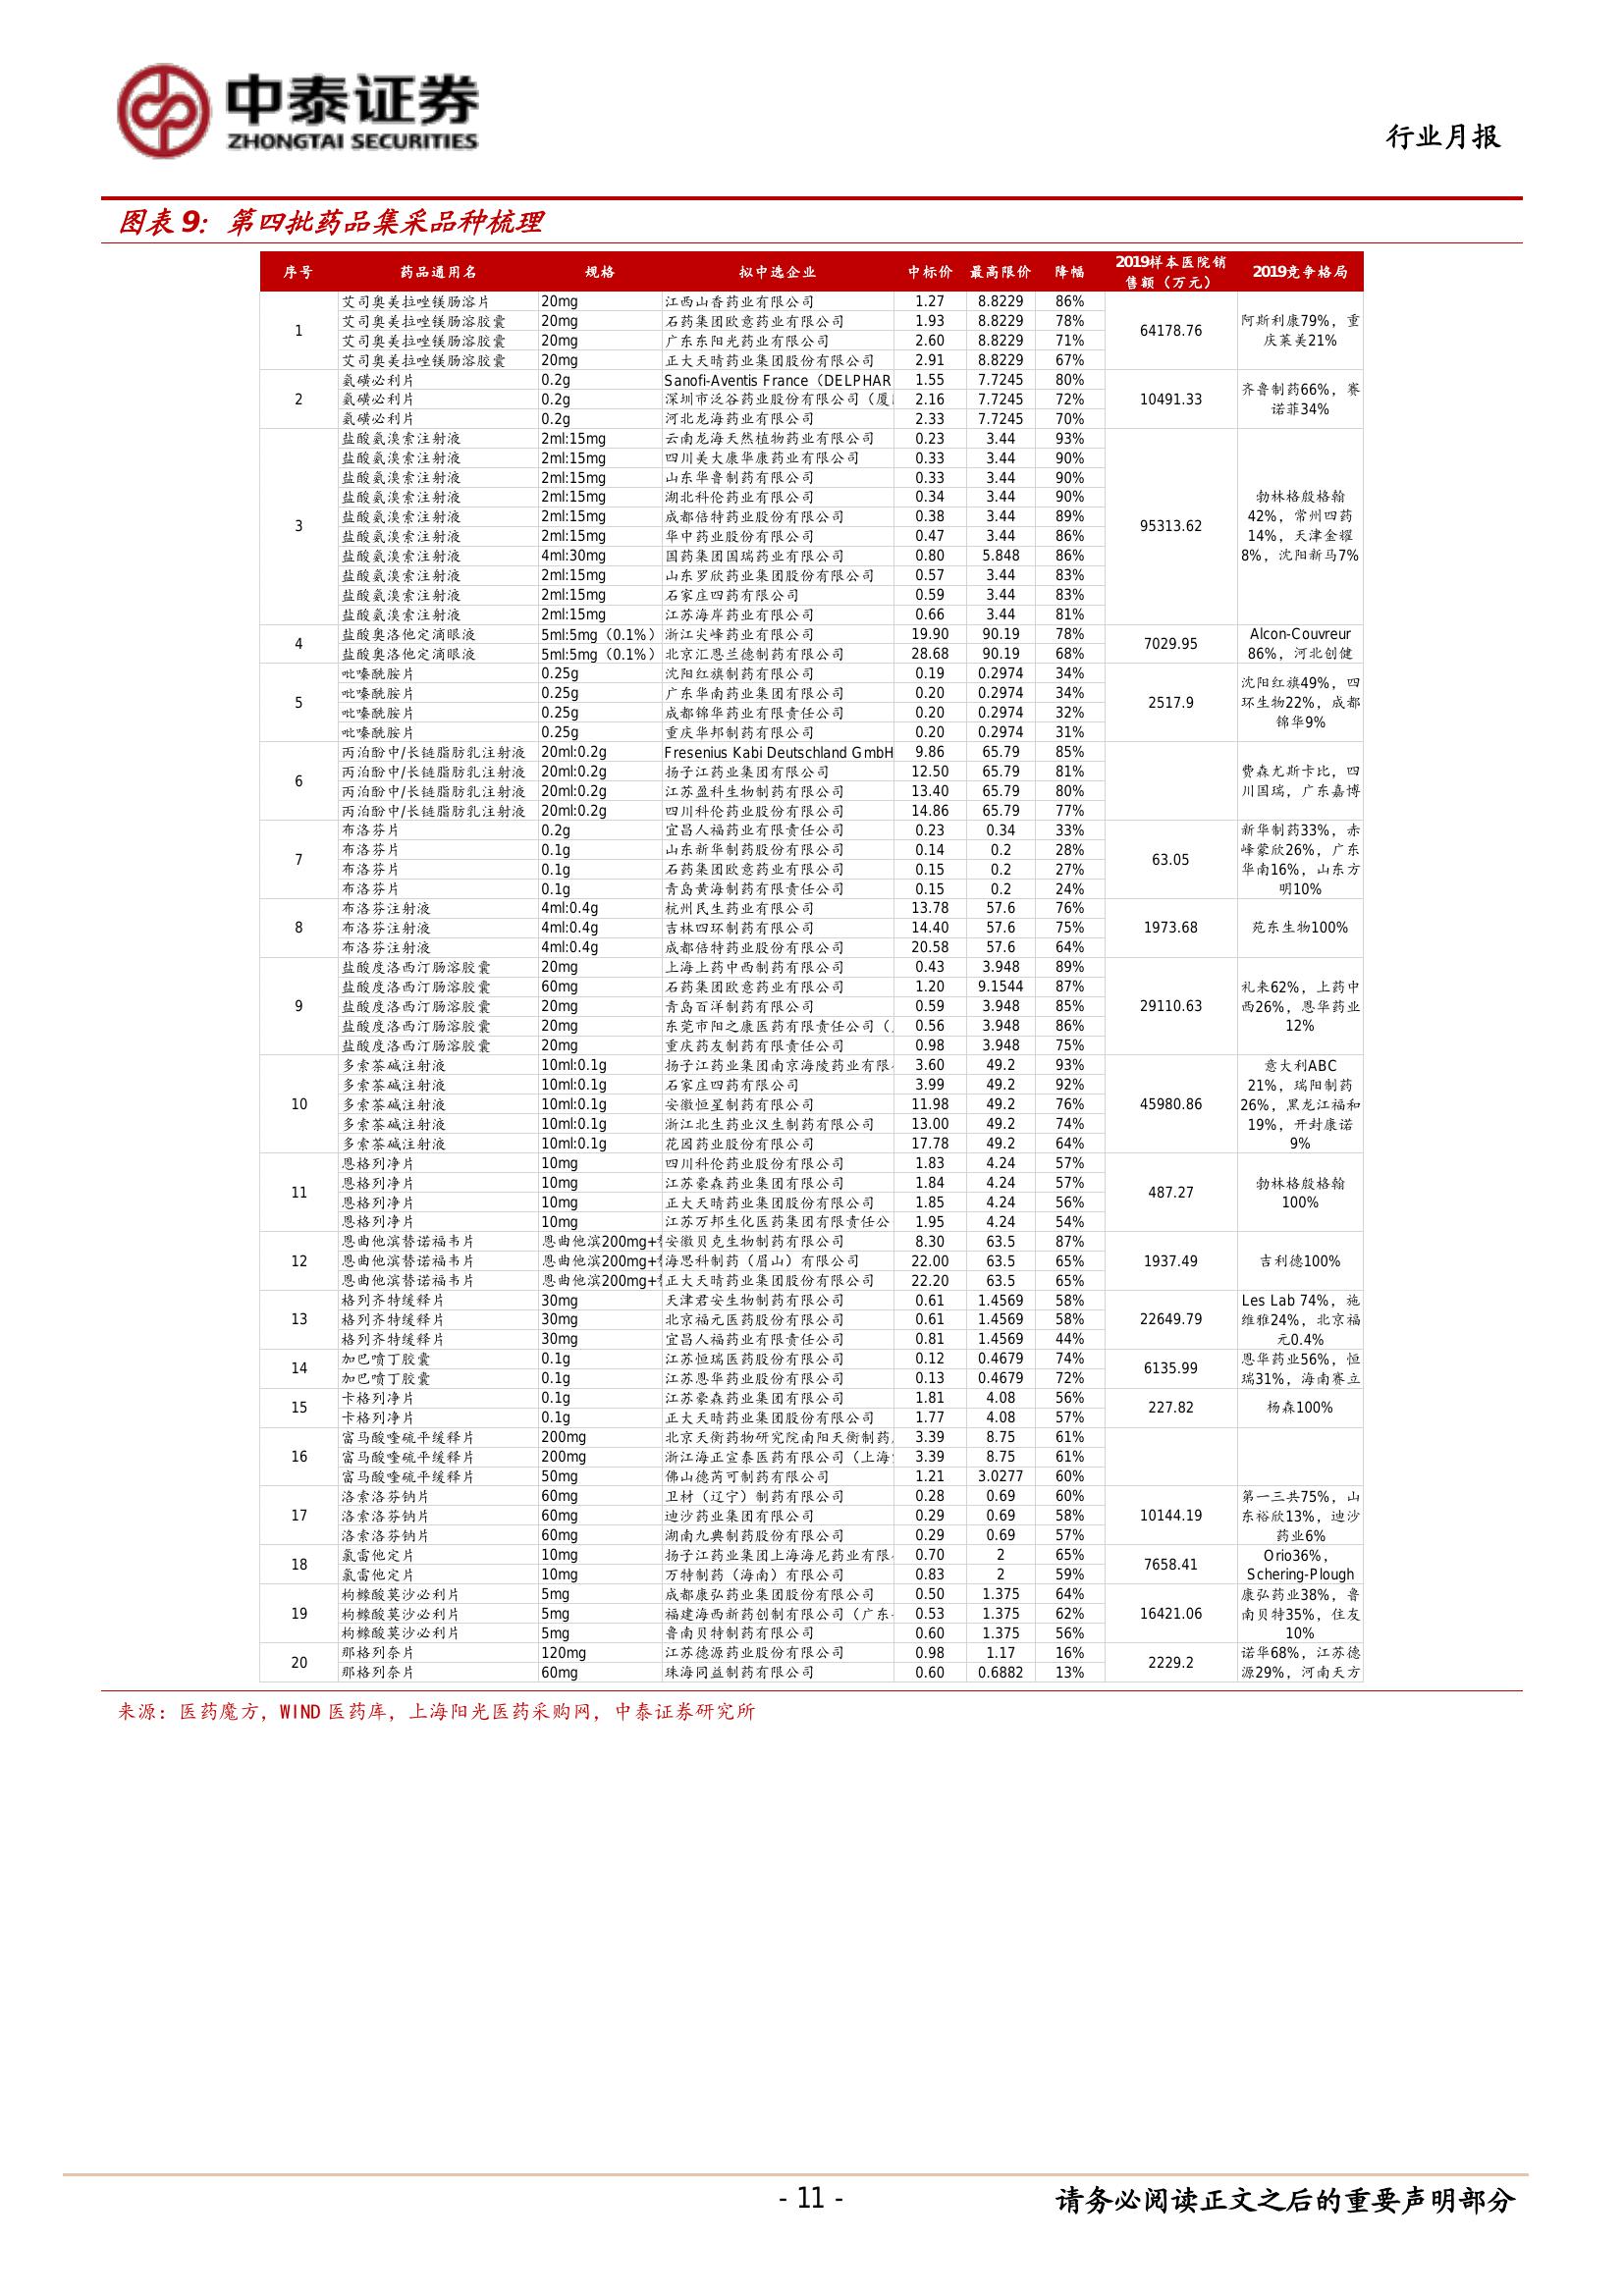 中泰证券
ZHONGTAI SECURITIES
行业月报
图表 9：第四批药品集采品种梳理
序号 药品通用名 规格 拟中选企业 中标价 最高限价 降幅 2019样本医院销售额（万元） 2019竞争格局
1 艾司奥美拉唑镁肠溶片 20mg 江西山香药业有限公司 1.27 8.8229 86% 64178.76 阿斯利康79%，重庆莱美21%
艾司奥美拉唑镁肠溶胶囊 20mg 石药集团欧意药业有限公司 1.93 8.8229 78%
艾司奥美拉唑镁肠溶胶囊 20mg 广东东阳光药业有限公司 2.60 8.8229 71%
艾司奥美拉唑镁肠溶胶囊 20mg 正大天晴药业集团股份有限公司 2.91 8.8229 67%
2 氨磺必利片 0.2g Sanofi-Aventis France（DELPHAR 1.55 7.7245 80% 10491.33 齐鲁制药66%，赛诺菲34%
氨磺必利片 0.2g 深圳市泛谷药业股份有限公司（厦 2.16 7.7245 72%
氨磺必利片 0.2g 河北龙海药业有限公司 2.33 7.7245 70%
3 盐酸氨溴索注射液 2ml:15mg 云南龙海天然植物药业有限公司 0.23 3.44 93% 95313.62 勃林格殷格翰42%，常州四药14%，天津金耀8%，沈阳新马7%
盐酸氨溴索注射液 2ml:15mg 四川美大康华康药业有限公司 0.33 3.44 90%
盐酸氨溴索注射液 2ml:15mg 山东华鲁制药有限公司 0.33 3.44 90%
盐酸氨溴索注射液 2ml:15mg 湖北科伦药业有限公司 0.34 3.44 90%
盐酸氨溴索注射液 2ml:15mg 成都倍特药业股份有限公司 0.38 3.44 89%
盐酸氨溴索注射液 2ml:15mg 华中药业股份有限公司 0.47 3.44 86%
盐酸氨溴索注射液 4ml:30mg 国药集团国瑞药业有限公司 0.80 5.848 86%
盐酸氨溴索注射液 2ml:15mg 山东罗欣药业集团股份有限公司 0.57 3.44 83%
盐酸氨溴索注射液 2ml:15mg 石家庄四药有限公司 0.59 3.44 83%
盐酸氨溴索注射液 2ml:15mg 江苏海岸药业有限公司 0.66 3.44 81%
4 盐酸奥洛他定滴眼液 5ml:5mg（0.1%） 浙江尖峰药业有限公司 19.90 90.19 78% 7029.95 Alcon-Couvreur 86%，河北创健
盐酸奥洛他定滴眼液 5ml:5mg（0.1%） 北京汇恩兰德制药有限公司 28.68 90.19 68%
5 吡嗪酰胺片 0.25g 沈阳红旗制药有限公司 0.19 0.2974 34% 2517.9 沈阳红旗49%，四环生物22%，成都锦华9%
吡嗪酰胺片 0.25g 广东华南药业集团有限公司 0.20 0.2974 34%
吡嗪酰胺片 0.25g 成都锦华药业有限责任公司 0.20 0.2974 32%
吡嗪酰胺片 0.25g 重庆华邦制药有限公司 0.20 0.2974 31%
6 丙泊酚中/长链脂肪乳注射液 20ml:0.2g Fresenius Kabi Deutschland GmbH 9.86 65.79 85% 费森尤斯卡比，四川国瑞，广东嘉博
丙泊酚中/长链脂肪乳注射液 20ml:0.2g 扬子江药业集团有限公司 12.50 65.79 81%
丙泊酚中/长链脂肪乳注射液 20ml:0.2g 江苏盈科生物制药有限公司 13.40 65.79 80%
丙泊酚中/长链脂肪乳注射液 20ml:0.2g 四川科伦药业股份有限公司 14.86 65.79 77%
7 布洛芬片 0.2g 宜昌人福药业有限责任公司 0.23 0.34 33% 63.05 新华制药33%，赤峰蒙欣26%，广东华南16%，山东方明10%
布洛芬片 0.1g 山东新华制药股份有限公司 0.14 0.2 28%
布洛芬片 0.1g 石药集团欧意药业有限公司 0.15 0.2 27%
布洛芬片 0.1g 青岛黄海制药有限责任公司 0.15 0.2 24%
8 布洛芬注射液 4ml:0.4g 杭州民生药业有限公司 13.78 57.6 76% 1973.68 苑东生物100%
布洛芬注射液 4ml:0.4g 吉林四环制药有限公司 14.40 57.6 75%
布洛芬注射液 4ml:0.4g 成都倍特药业股份有限公司 20.58 57.6 64%
9 盐酸度洛西汀肠溶胶囊 20mg 上海上药中西制药有限公司 0.43 3.948 89% 29110.63 礼来62%，上药中西26%，恩华药业12%
盐酸度洛西汀肠溶胶囊 60mg 石药集团欧意药业有限公司 1.20 9.1544 87%
盐酸度洛西汀肠溶胶囊 20mg 青岛百洋制药有限公司 0.59 3.948 85%
盐酸度洛西汀肠溶胶囊 20mg 东莞市阳之康医药有限责任公司（ 0.56 3.948 86%
盐酸度洛西汀肠溶胶囊 20mg 重庆药友制药有限责任公司 0.98 3.948 75%
10 多索茶碱注射液 10ml:0.1g 扬子江药业集团南京海陵药业有限 3.60 49.2 93% 45980.86 意大利ABC 21%，瑞阳制药26%，黑龙江福和19%，开封康诺9%
多索茶碱注射液 10ml:0.1g 石家庄四药有限公司 3.99 49.2 92%
多索茶碱注射液 10ml:0.1g 安徽恒星制药有限公司 11.98 49.2 76%
多索茶碱注射液 10ml:0.1g 浙江北生药业汉生制药有限公司 13.00 49.2 74%
多索茶碱注射液 10ml:0.1g 花园药业股份有限公司 17.78 49.2 64%
11 恩格列净片 10mg 四川科伦药业股份有限公司 1.83 4.24 57% 487.27 勃林格殷格翰100%
恩格列净片 10mg 江苏豪森药业集团有限公司 1.84 4.24 57%
恩格列净片 10mg 正大天晴药业集团股份有限公司 1.85 4.24 56%
恩格列净片 10mg 江苏万邦生化医药集团有限责任公 1.95 4.24 54%
12 恩曲他滨替诺福韦片 恩曲他滨200mg+ 安徽贝克生物制药有限公司 8.30 63.5 87% 1937.49 吉利德100%
恩曲他滨替诺福韦片 恩曲他滨200mg+ 海思科制药（眉山）有限公司 22.00 63.5 65%
恩曲他滨替诺福韦片 恩曲他滨200mg+ 正大天晴药业集团股份有限公司 22.20 63.5 65%
13 格列齐特缓释片 30mg 天津君安生物制药有限公司 0.61 1.4569 58% 22649.79 Les Lab 74%，施维雅24%，北京福元0.4%
格列齐特缓释片 30mg 北京福元医药股份有限公司 0.61 1.4569 58%
格列齐特缓释片 30mg 宜昌人福药业有限责任公司 0.81 1.4569 44%
14 加巴喷丁胶囊 0.1g 江苏恒瑞医药股份有限公司 0.12 0.4679 74% 6135.99 恩华药业56%，恒瑞31%，海南赛立
加巴喷丁胶囊 0.1g 江苏恩华药业股份有限公司 0.13 0.4679 72%
15 卡格列净片 0.1g 江苏豪森药业集团有限公司 1.81 4.08 56% 227.82 杨森100%
卡格列净片 0.1g 正大天晴药业集团股份有限公司 1.77 4.08 57%
16 富马酸喹硫平缓释片 200mg 北京天衡药物研究院南阳天衡制药 3.39 8.75 61%
富马酸喹硫平缓释片 200mg 浙江海正宣泰医药有限公司（上海 3.39 8.75 61%
富马酸喹硫平缓释片 50mg 佛山德芮可制药有限公司 1.21 3.0277 60%
17 洛索洛芬钠片 60mg 卫材（辽宁）制药有限公司 0.28 0.69 60% 10144.19 第一三共75%，山东裕欣13%，迪沙药业6%
洛索洛芬钠片 60mg 迪沙药业集团有限公司 0.29 0.69 58%
洛索洛芬钠片 60mg 湖南九典制药股份有限公司 0.29 0.69 57%
18 氯雷他定片 10mg 扬子江药业集团上海海尼药业有限 0.70 2 65% 7658.41 Orio36%，Schering-Plough
氯雷他定片 10mg 万特制药（海南）有限公司 0.83 2 59%
19 枸橼酸莫沙必利片 5mg 成都康弘药业集团股份有限公司 0.50 1.375 64% 16421.06 康弘药业38%，鲁南贝特35%，住友10%
枸橼酸莫沙必利片 5mg 福建海西新药创制有限公司（广东 0.53 1.375 62%
枸橼酸莫沙必利片 5mg 鲁南贝特制药有限公司 0.60 1.375 56%
20 那格列奈片 120mg 江苏德源药业股份有限公司 0.98 1.17 16% 2229.2 诺华68%，江苏德源29%，河南天方
那格列奈片 60mg 珠海同益制药有限公司 0.60 0.6882 13%
来源：医药魔方，WIND 医药库，上海阳光医药采购网，中泰证券研究所
- 11 -
请务必阅读正文之后的重要声明部分